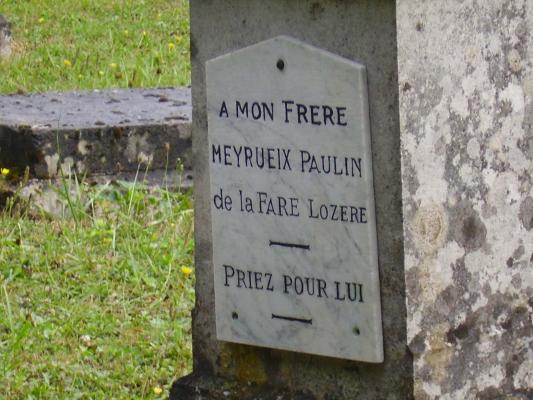 A MON FRERE
MEYRUEIX PAULIN
de la FARE LOZERE
PRIEZ POUR LUI